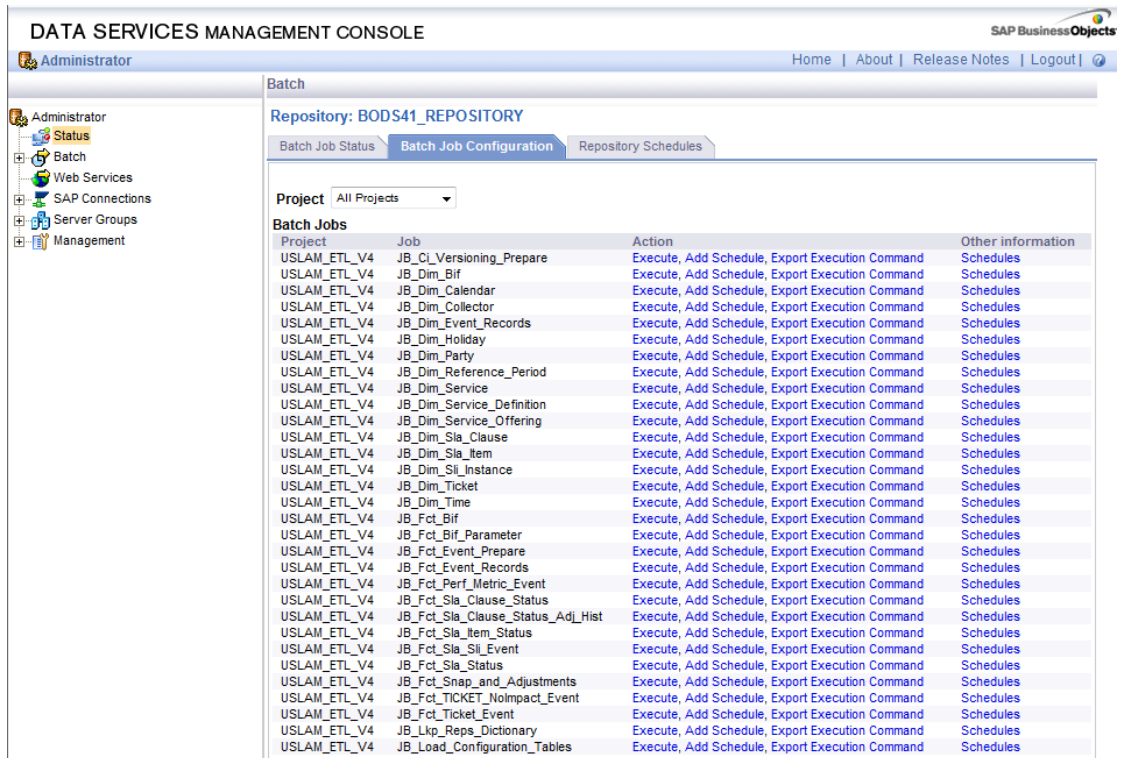 DATA SERVICES MANAGEMENT CONSOLE
SAP BusinessObjects
Administrator
Home | About | Release Notes | Logout |
Batch
Administrator
Status
Batch
Web Services
SAP Connections
Server Groups
Management
Repository: BODS41_REPOSITORY
Batch Job Status Batch Job Configuration Repository Schedules
Project All Projects
Batch Jobs
Project Job Action Other information
USLAM_ETL_V4 JB_Ci_Versioning_Prepare Execute, Add Schedule, Export Execution Command Schedules
USLAM_ETL_V4 JB_Dim_Bif Execute, Add Schedule, Export Execution Command Schedules
USLAM_ETL_V4 JB_Dim_Calendar Execute, Add Schedule, Export Execution Command Schedules
USLAM_ETL_V4 JB_Dim_Collector Execute, Add Schedule, Export Execution Command Schedules
USLAM_ETL_V4 JB_Dim_Event_Records Execute, Add Schedule, Export Execution Command Schedules
USLAM_ETL_V4 JB_Dim_Holiday Execute, Add Schedule, Export Execution Command Schedules
USLAM_ETL_V4 JB_Dim_Party Execute, Add Schedule, Export Execution Command Schedules
USLAM_ETL_V4 JB_Dim_Reference_Period Execute, Add Schedule, Export Execution Command Schedules
USLAM_ETL_V4 JB_Dim_Service Execute, Add Schedule, Export Execution Command Schedules
USLAM_ETL_V4 JB_Dim_Service_Definition Execute, Add Schedule, Export Execution Command Schedules
USLAM_ETL_V4 JB_Dim_Service_Offering Execute, Add Schedule, Export Execution Command Schedules
USLAM_ETL_V4 JB_Dim_Sla_Clause Execute, Add Schedule, Export Execution Command Schedules
USLAM_ETL_V4 JB_Dim_Sla_Item Execute, Add Schedule, Export Execution Command Schedules
USLAM_ETL_V4 JB_Dim_Sli_Instance Execute, Add Schedule, Export Execution Command Schedules
USLAM_ETL_V4 JB_Dim_Ticket Execute, Add Schedule, Export Execution Command Schedules
USLAM_ETL_V4 JB_Dim_Time Execute, Add Schedule, Export Execution Command Schedules
USLAM_ETL_V4 JB_Fct_Bif Execute, Add Schedule, Export Execution Command Schedules
USLAM_ETL_V4 JB_Fct_Bif_Parameter Execute, Add Schedule, Export Execution Command Schedules
USLAM_ETL_V4 JB_Fct_Event_Prepare Execute, Add Schedule, Export Execution Command Schedules
USLAM_ETL_V4 JB_Fct_Event_Records Execute, Add Schedule, Export Execution Command Schedules
USLAM_ETL_V4 JB_Fct_Perf_Metric_Event Execute, Add Schedule, Export Execution Command Schedules
USLAM_ETL_V4 JB_Fct_Sla_Clause_Status Execute, Add Schedule, Export Execution Command Schedules
USLAM_ETL_V4 JB_Fct_Sla_Clause_Status_Adj_Hist Execute, Add Schedule, Export Execution Command Schedules
USLAM_ETL_V4 JB_Fct_Sla_Item_Status Execute, Add Schedule, Export Execution Command Schedules
USLAM_ETL_V4 JB_Fct_Sla_Sli_Event Execute, Add Schedule, Export Execution Command Schedules
USLAM_ETL_V4 JB_Fct_Sla_Status Execute, Add Schedule, Export Execution Command Schedules
USLAM_ETL_V4 JB_Fct_Snap_and_Adjustments Execute, Add Schedule, Export Execution Command Schedules
USLAM_ETL_V4 JB_Fct_TICKET_NoImpact_Event Execute, Add Schedule, Export Execution Command Schedules
USLAM_ETL_V4 JB_Fct_Ticket_Event Execute, Add Schedule, Export Execution Command Schedules
USLAM_ETL_V4 JB_Lkp_Reps_Dictionary Execute, Add Schedule, Export Execution Command Schedules
USLAM_ETL_V4 JB_Load_Configuration_Tables Execute, Add Schedule, Export Execution Command Schedules